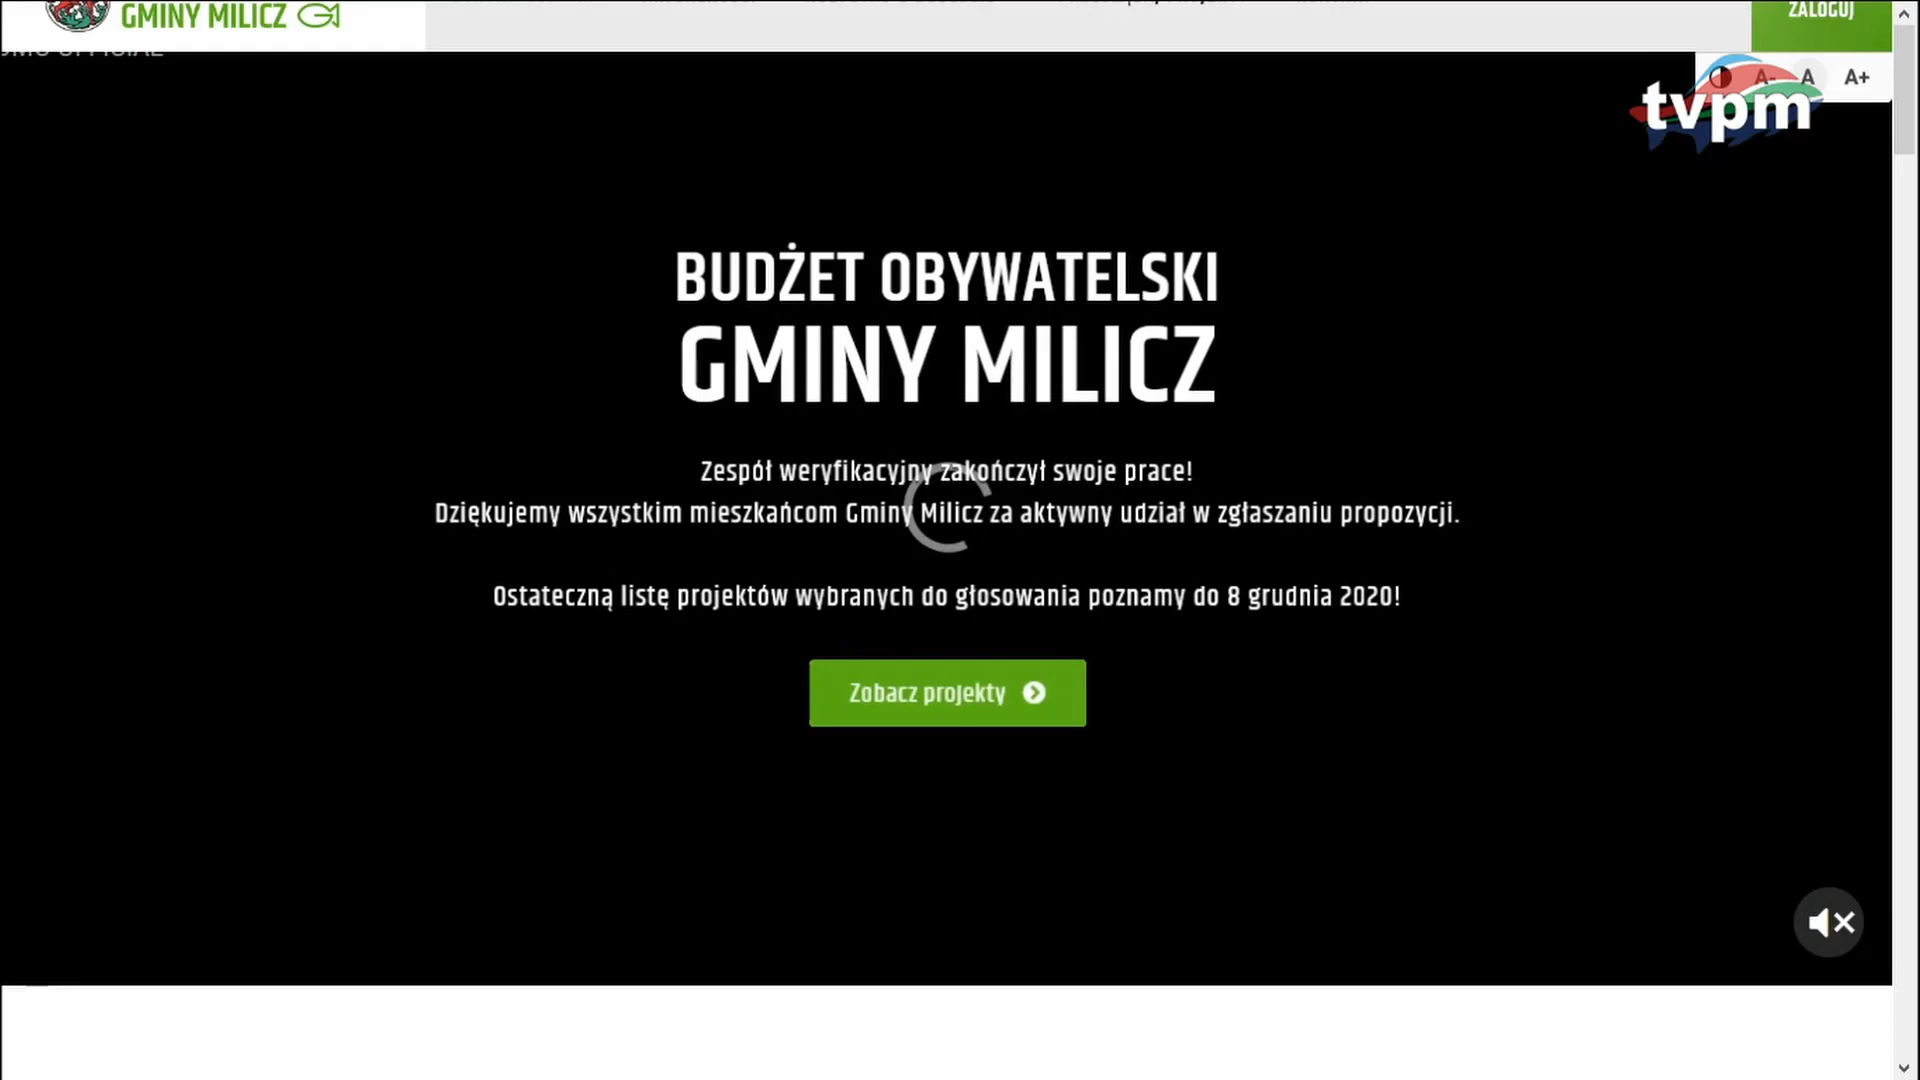 GMINY MILICZ
ZALOGUJ
A- A A+
tvpm
BUDŻET OBYWATELSKI
GMINY MILICZ
Zespół weryfikacyjny zakończył swoje prace!
Dziękujemy wszystkim mieszkańcom Gminy Milicz za aktywny udział w zgłaszaniu propozycji.
Ostateczną listę projektów wybranych do głosowania poznamy do 8 grudnia 2020!
Zobacz projekty